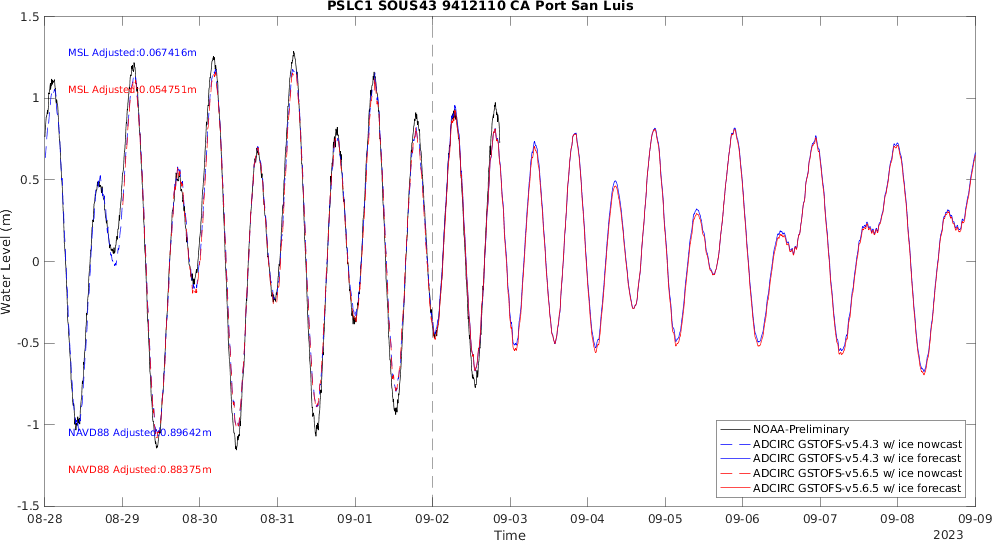 PSLC1 SOUS43 9412110 CA Port San Luis
1.5
MSL Adjusted:0.067416m
MSL Adjusted:0.054751m
1
0.5
Water Level (m)
0
-0.5
-1
NAVD88 Adjusted:0.89642m
NAVD88 Adjusted:0.88375m
NOAA-Preliminary
ADCIRC GSTOFS-v5.4.3 w/ ice nowcast
ADCIRC GSTOFS-v5.4.3 w/ ice forecast
ADCIRC GSTOFS-v5.6.5 w/ ice nowcast
ADCIRC GSTOFS-v5.6.5 w/ ice forecast
-1.5
08-28 08-29 08-30 08-31 09-01 09-02 09-03 09-04 09-05 09-06 09-07 09-08 09-09
Time 2023